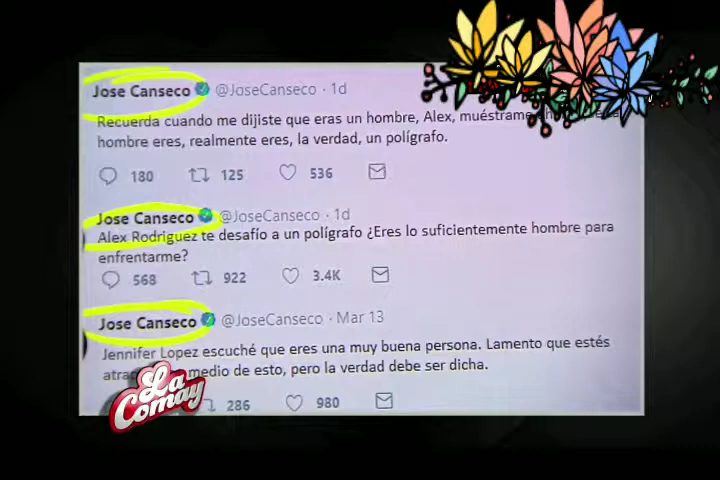 Jose Canseco @JoseCanseco · 1d
Recuerda cuando me dijiste que eras un hombre, Alex, muéstrame
hombre eres, realmente eres, la verdad, un polígrafo.
180 125 536
Jose Canseco @JoseCanseco · 1d
Alex Rodriguez te desafío a un polígrafo ¿Eres lo suficientemente hombre para
enfrentarme?
568 922 3.4K
Jose Canseco @JoseCanseco · Mar 13
Jennifer Lopez escuché que eres una muy buena persona. Lamento que estés
medio de esto, pero la verdad debe ser dicha.
286 980
La Comay